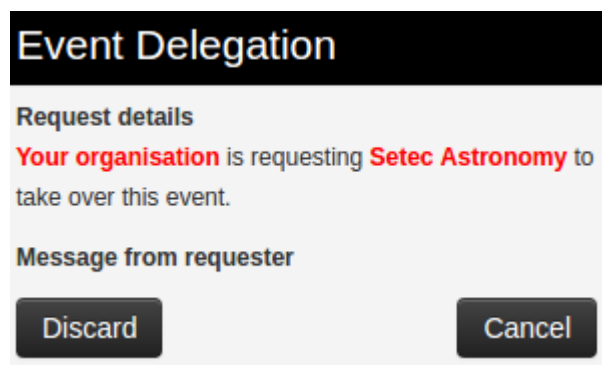 Event Delegation
Request details
Your organisation is requesting Setec Astronomy to
take over this event.
Message from requester
Discard
Cancel